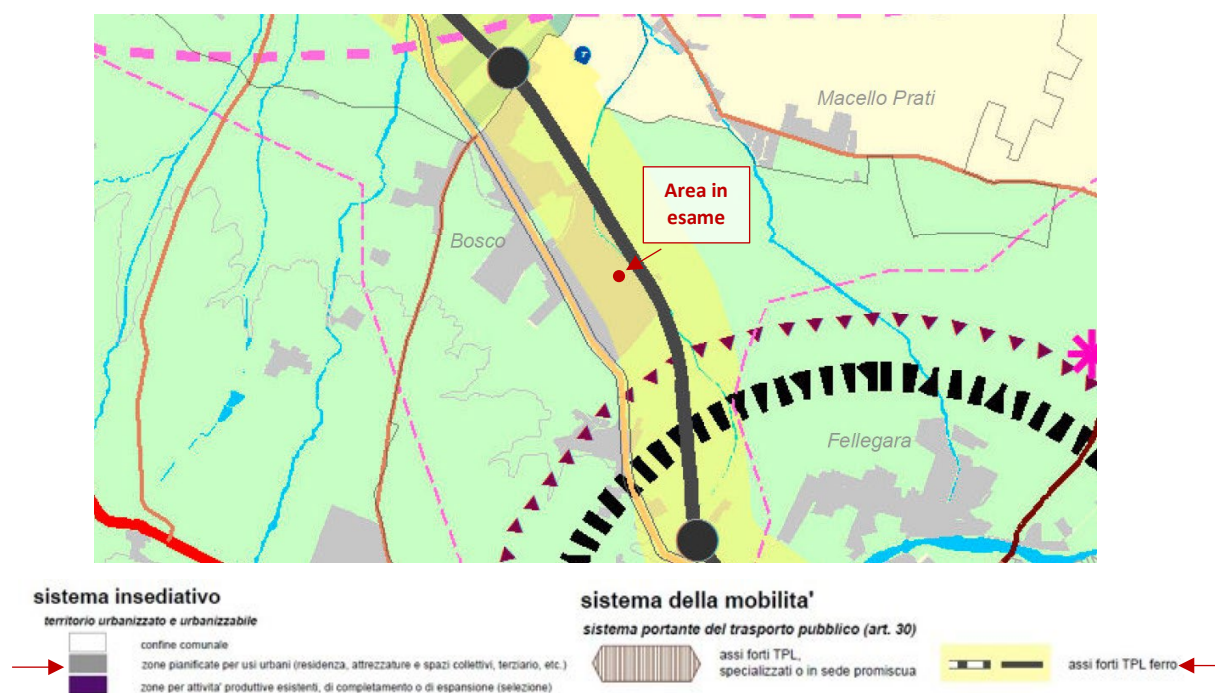 Macello Prati
Area in
esame
Bosco
Fellegara
sistema insediativo
territorio urbanizzato e urbanizzabile
confine comunale
zone pianificate per usi urbani (residenza, attrezzature e spazi collettivi, terziario, etc.)
zone per attivita' produttive esistenti, di completamento o di espansione (selezione)
sistema della mobilita'
sistema portante del trasporto pubblico (art. 30)
assi forti TPL,
specializzati o in sede promiscua
assi forti TPL ferro